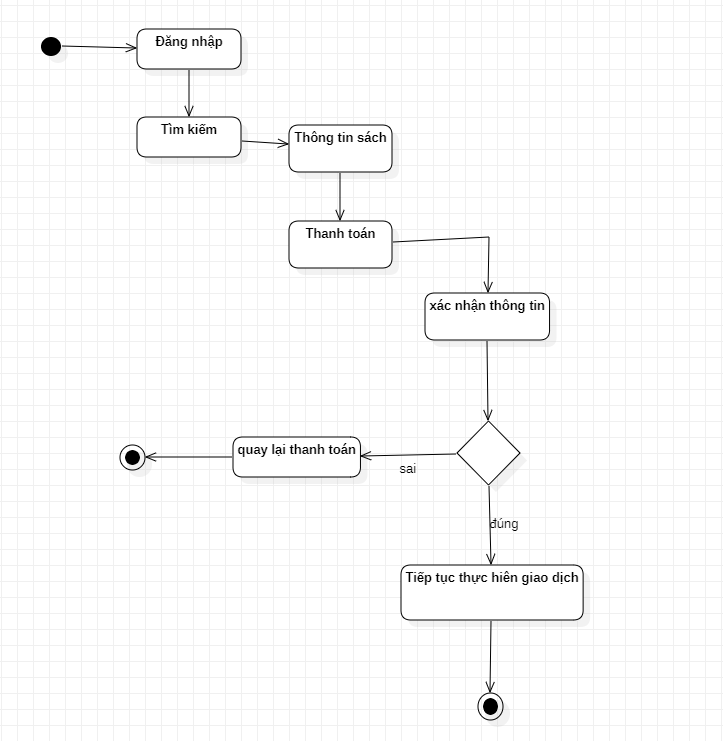 Đăng nhập
Tìm kiếm
Thông tin sách
Thanh toán
xác nhận thông tin
quay lại thanh toán
sai
đúng
Tiếp tục thực hiên giao dịch